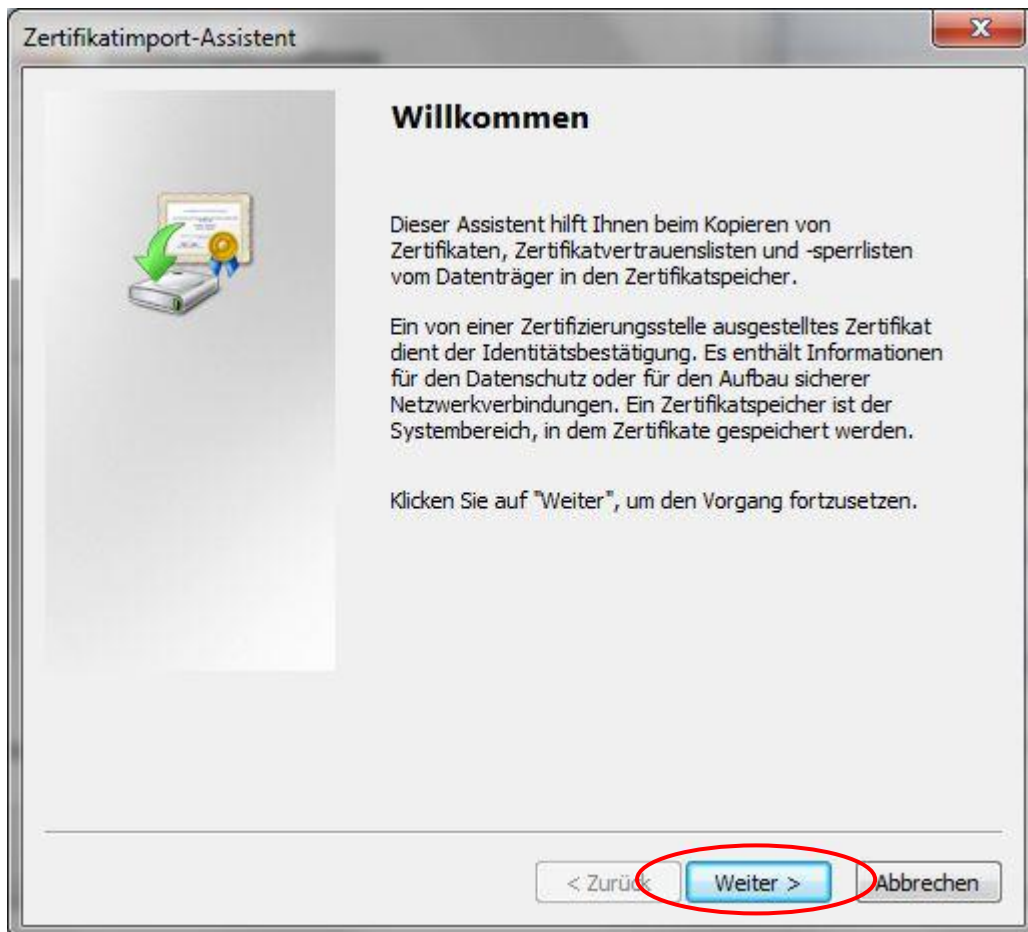 Zertifikatimport-Assistent
Willkommen
Dieser Assistent hilft Ihnen beim Kopieren von
Zertifikaten, Zertifikatvertrauenslisten und -sperrlisten
vom Datenträger in den Zertifikatspeicher.
Ein von einer Zertifizierungsstelle ausgestelltes Zertifikat
dient der Identitätsbestätigung. Es enthält Informationen
für den Datenschutz oder für den Aufbau sicherer
Netzwerkverbindungen. Ein Zertifikatspeicher ist der
Systembereich, in dem Zertifikate gespeichert werden.
Klicken Sie auf "Weiter", um den Vorgang fortzusetzen.
< Zurück Weiter > Abbrechen